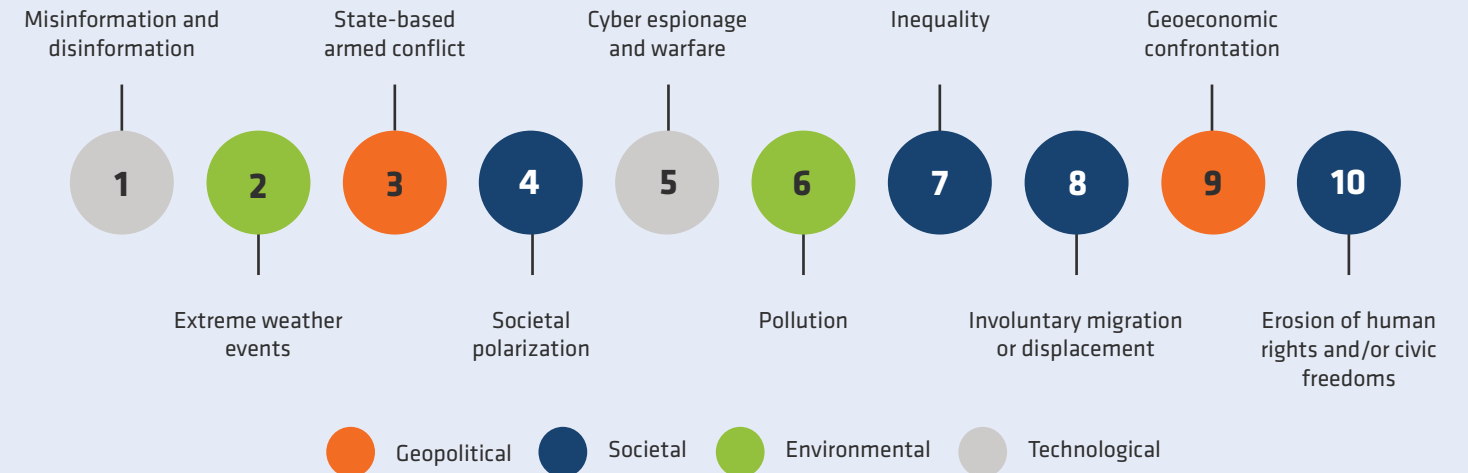 Misinformation and
disinformation
State-based
armed conflict
Cyber espionage
and warfare
Inequality
Geoeconomic
confrontation
1
2
3
4
5
6
7
8
9
10
Extreme weather
events
Societal
polarization
Pollution
Involuntary migration
or displacement
Erosion of human
rights and/or civic
freedoms
Geopolitical
Societal
Environmental
Technological